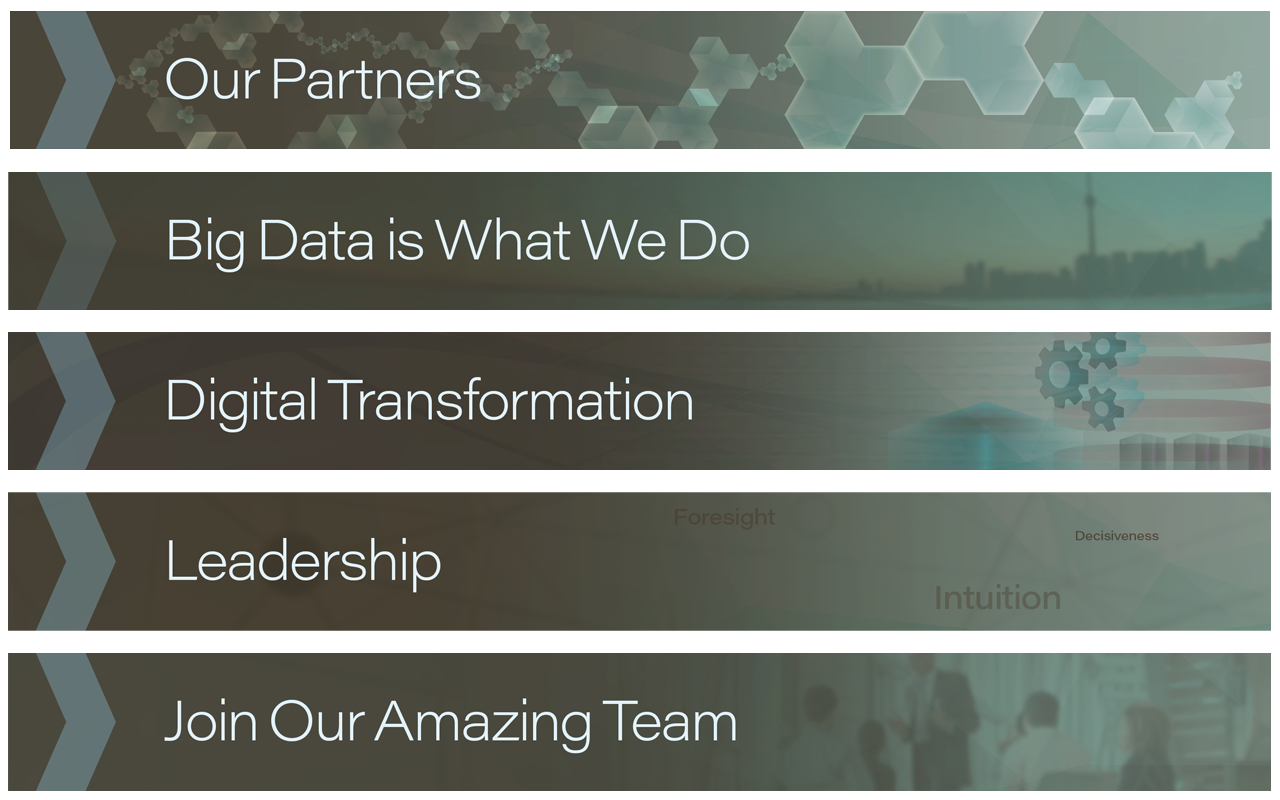 Our Partners
Big Data is What We Do
Digital Transformation
Leadership
Foresight
Decisiveness
Intuition
Join Our Amazing Team